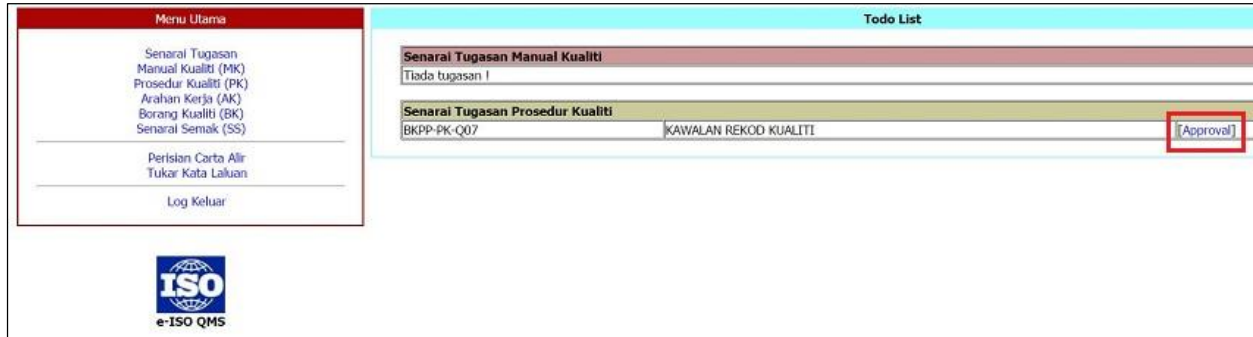 Menu Utama
Senarai Tugasan
Manual Kualiti (MK)
Prosedur Kualiti (PK)
Arahan Kerja (AK)
Borang Kualiti (BK)
Senarai Semak (SS)
Perisian Carta Alir
Tukar Kata Laluan
Log Keluar
ISO
e-ISO QMS
Todo List
Senarai Tugasan Manual Kualiti
Tiada tugasan !
Senarai Tugasan Prosedur Kualiti
BKPP-PK-Q07 KAWALAN REKOD KUALITI [Approval]